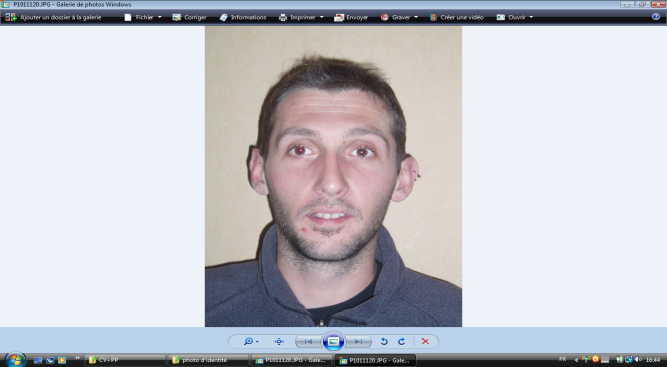 P1011120.JPG - Galerie de photos Windows
Ajouter un dossier à la galerie Fichier Corriger Informations Imprimer Envoyer Graver Créer une vidéo Ouvrir
CV+PP photo d'identité P1011120.JPG - Gale... P1011120.JPG - Gale... FR 16:44